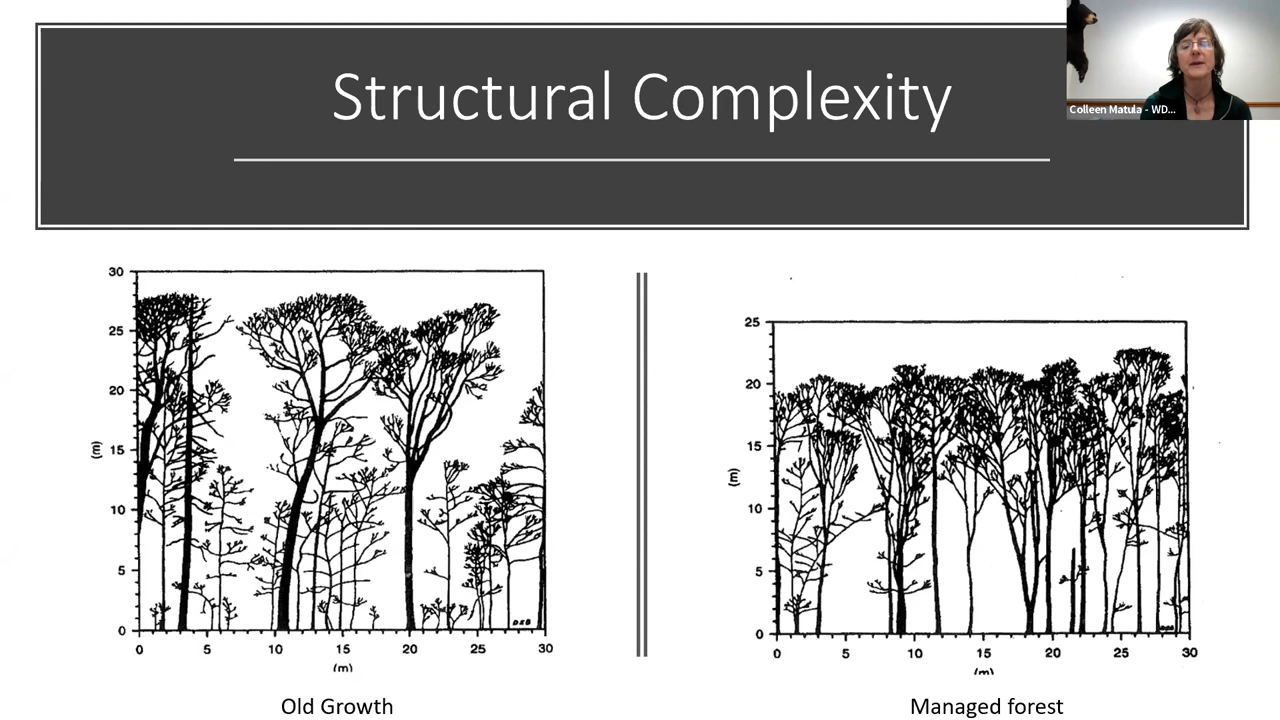 Structural Complexity
Colleen Matula - WD...
30
25
20
15
10
5
0
(m)
0 5 10 15 20 25 30
(m)
Old Growth
25
20
15
10
5
0
(m)
0 5 10 15 20 25 30
(m)
Managed forest